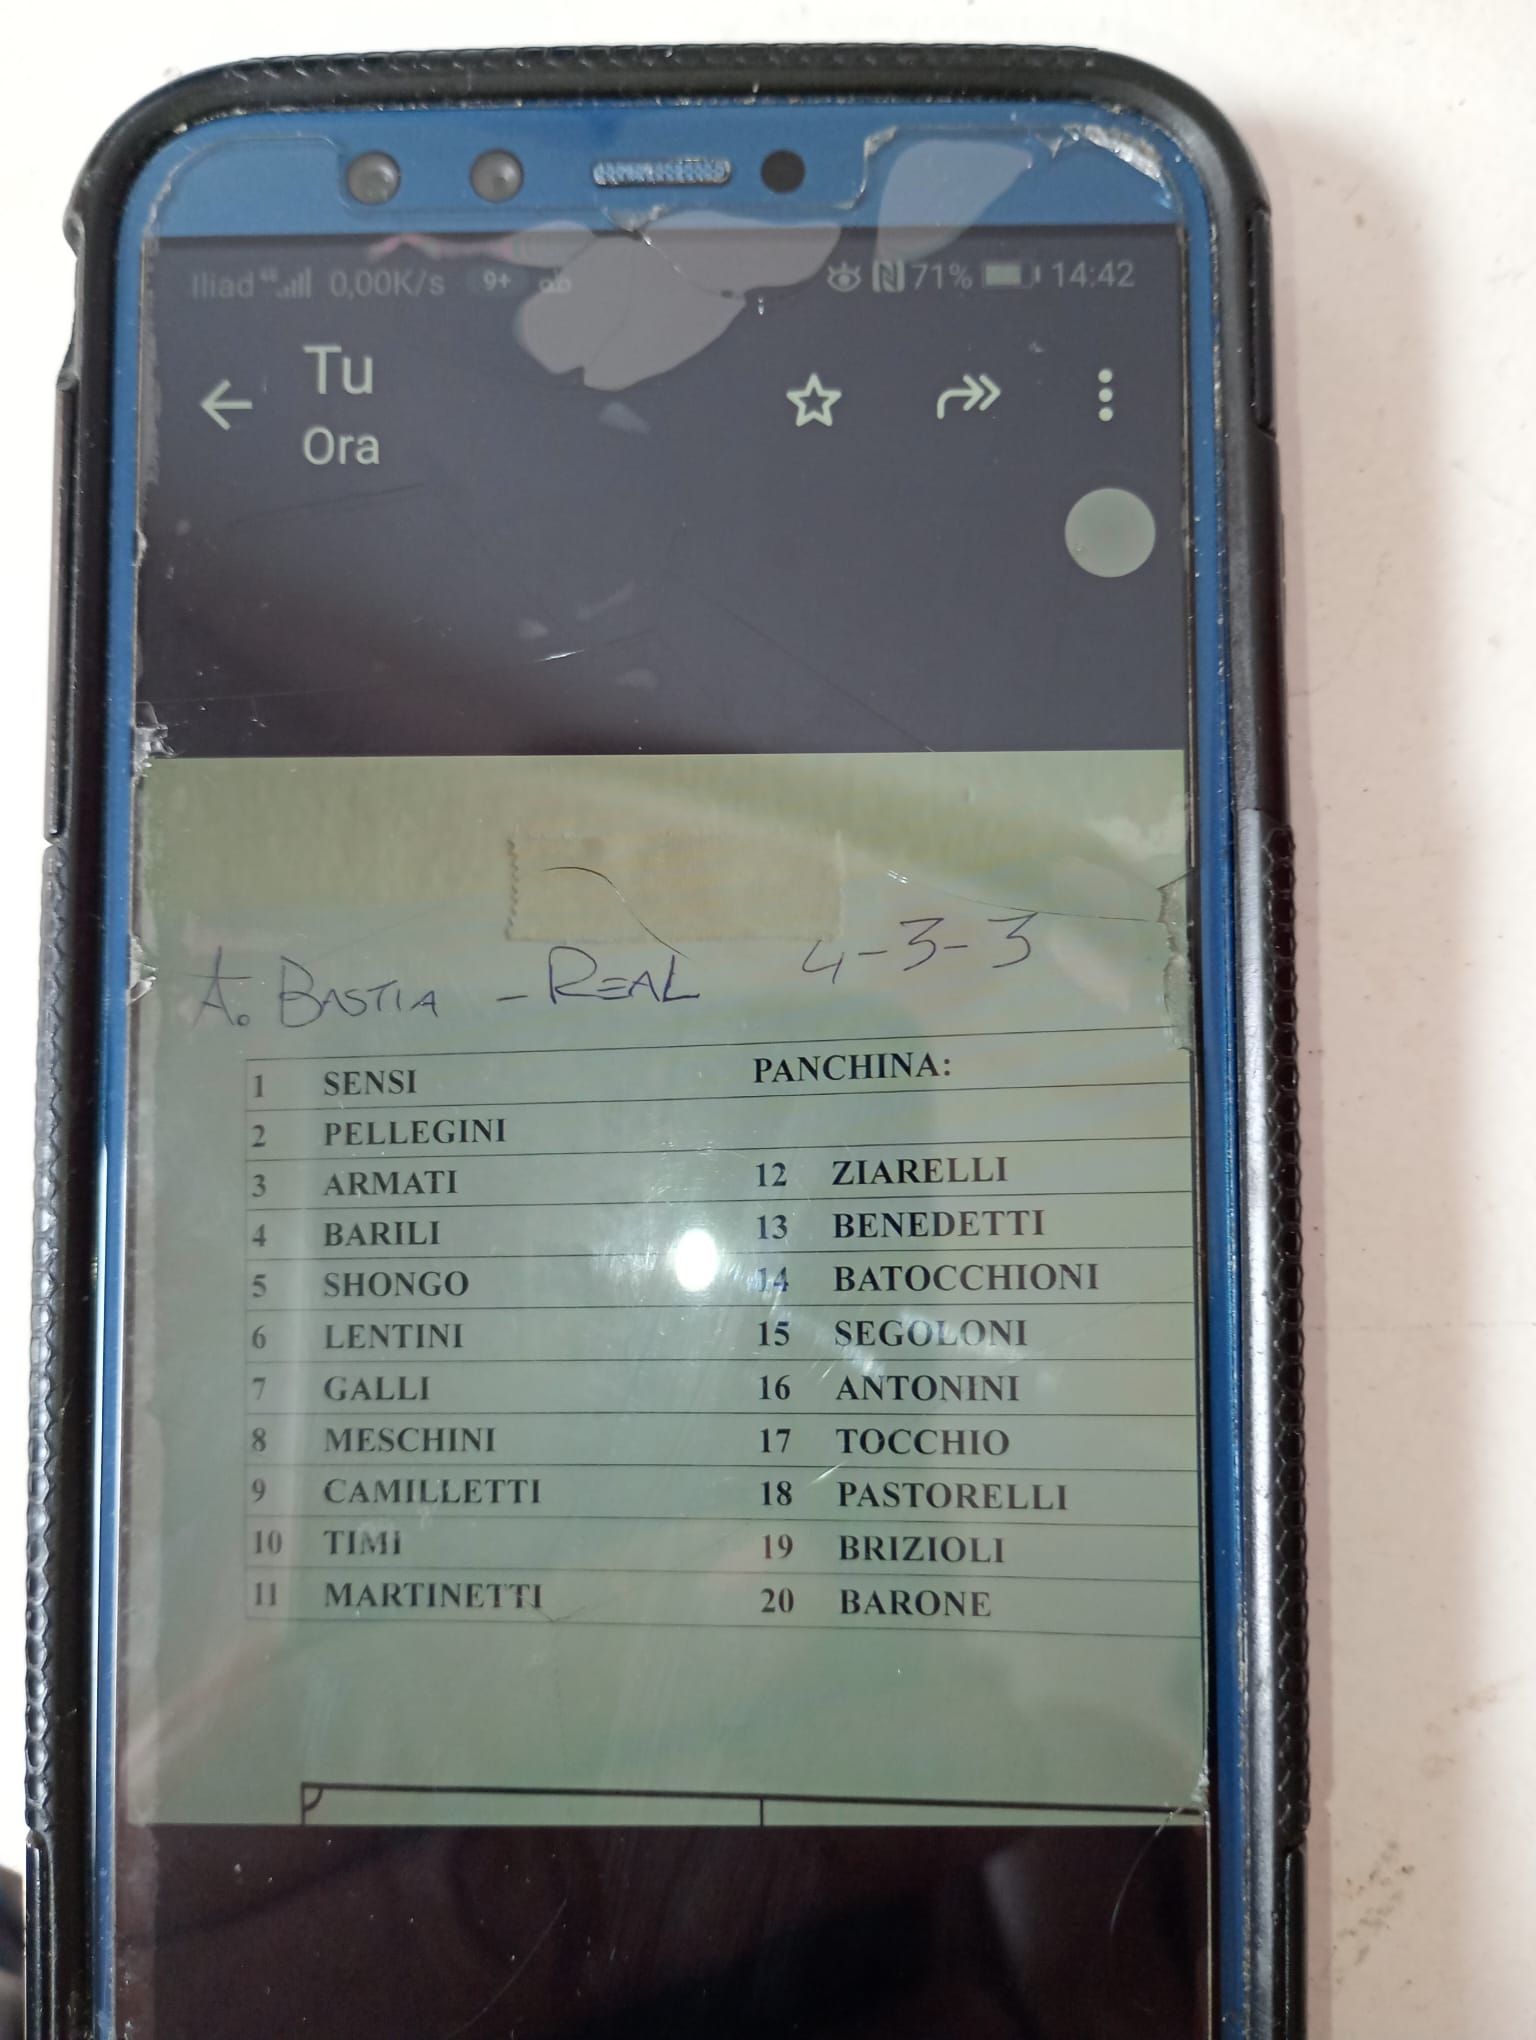 Iliad 4G 0,00K/s 9+ N 71% 14:42
Tu
Ora
A. BASTIA - REAL 4-3-3
1 SENSI PANCHINA:
2 PELLEGINI
3 ARMATI 12 ZIARELLI
4 BARILI 13 BENEDETTI
5 SHONGO 14 BATOCCHIONI
6 LENTINI 15 SEGOLONI
7 GALLI 16 ANTONINI
8 MESCHINI 17 TOCCHIO
9 CAMILLETTI 18 PASTORELLI
10 TIMI 19 BRIZIOLI
11 MARTINETTI 20 BARONE